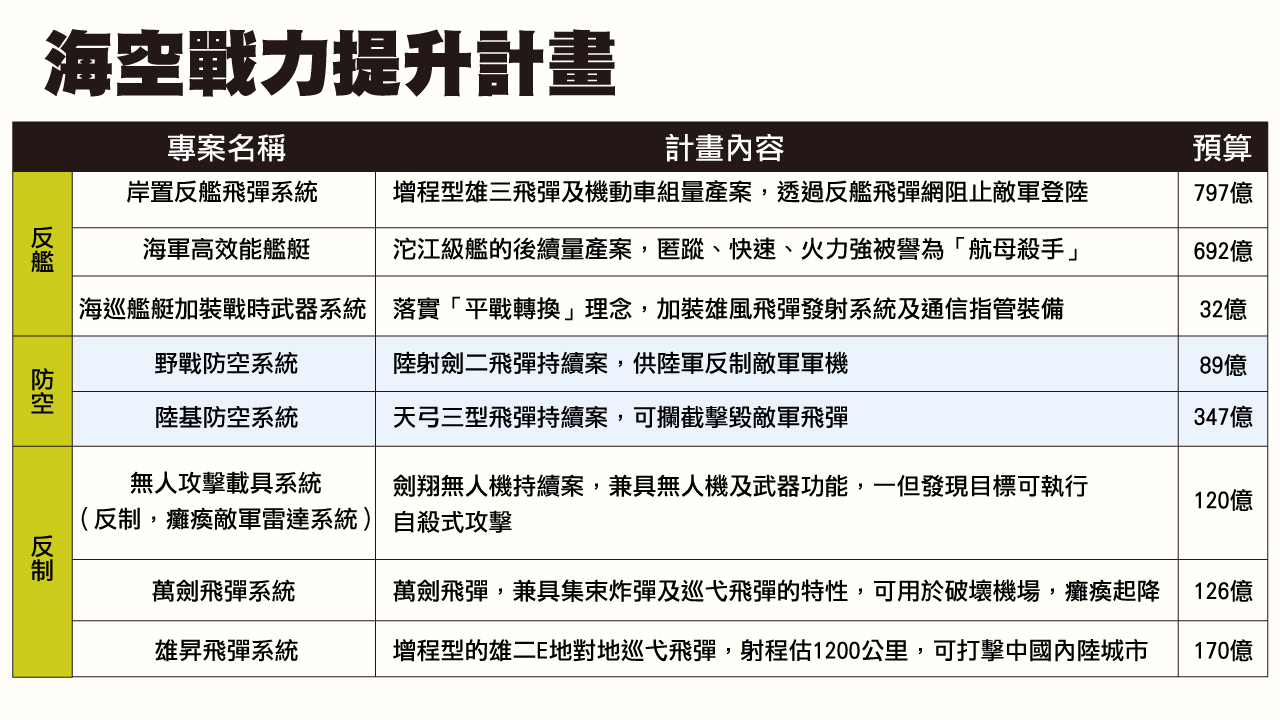 海空戰力提升計畫
專案名稱 計畫內容 預算
反艦
岸置反艦飛彈系統 增程型雄三飛彈及機動車組量產案，透過反艦飛彈網阻止敵軍登陸 797億
海軍高效能艦艇 沱江級艦的後續量產案，匿蹤、快速、火力強被譽為「航母殺手」 692億
海巡艦艇加裝戰時武器系統 落實「平戰轉換」理念，加裝雄風飛彈發射系統及通信指管裝備 32億
防空
野戰防空系統 陸射劍二飛彈持續案，供陸軍反制敵軍軍機 89億
陸基防空系統 天弓三型飛彈持續案，可攔截擊毀敵軍飛彈 347億
反制
無人攻擊載具系統
（反制，癱瘓敵軍雷達系統）
劍翔無人機持續案，兼具無人機及武器功能，一但發現目標可執行
自殺式攻擊
120億
萬劍飛彈系統 萬劍飛彈，兼具集束炸彈及巡弋飛彈的特性，可用於破壞機場，癱瘓起降 126億
雄昇飛彈系統 增程型的雄二E地對地巡弋飛彈，射程估1200公里，可打擊中國內陸城市 170億